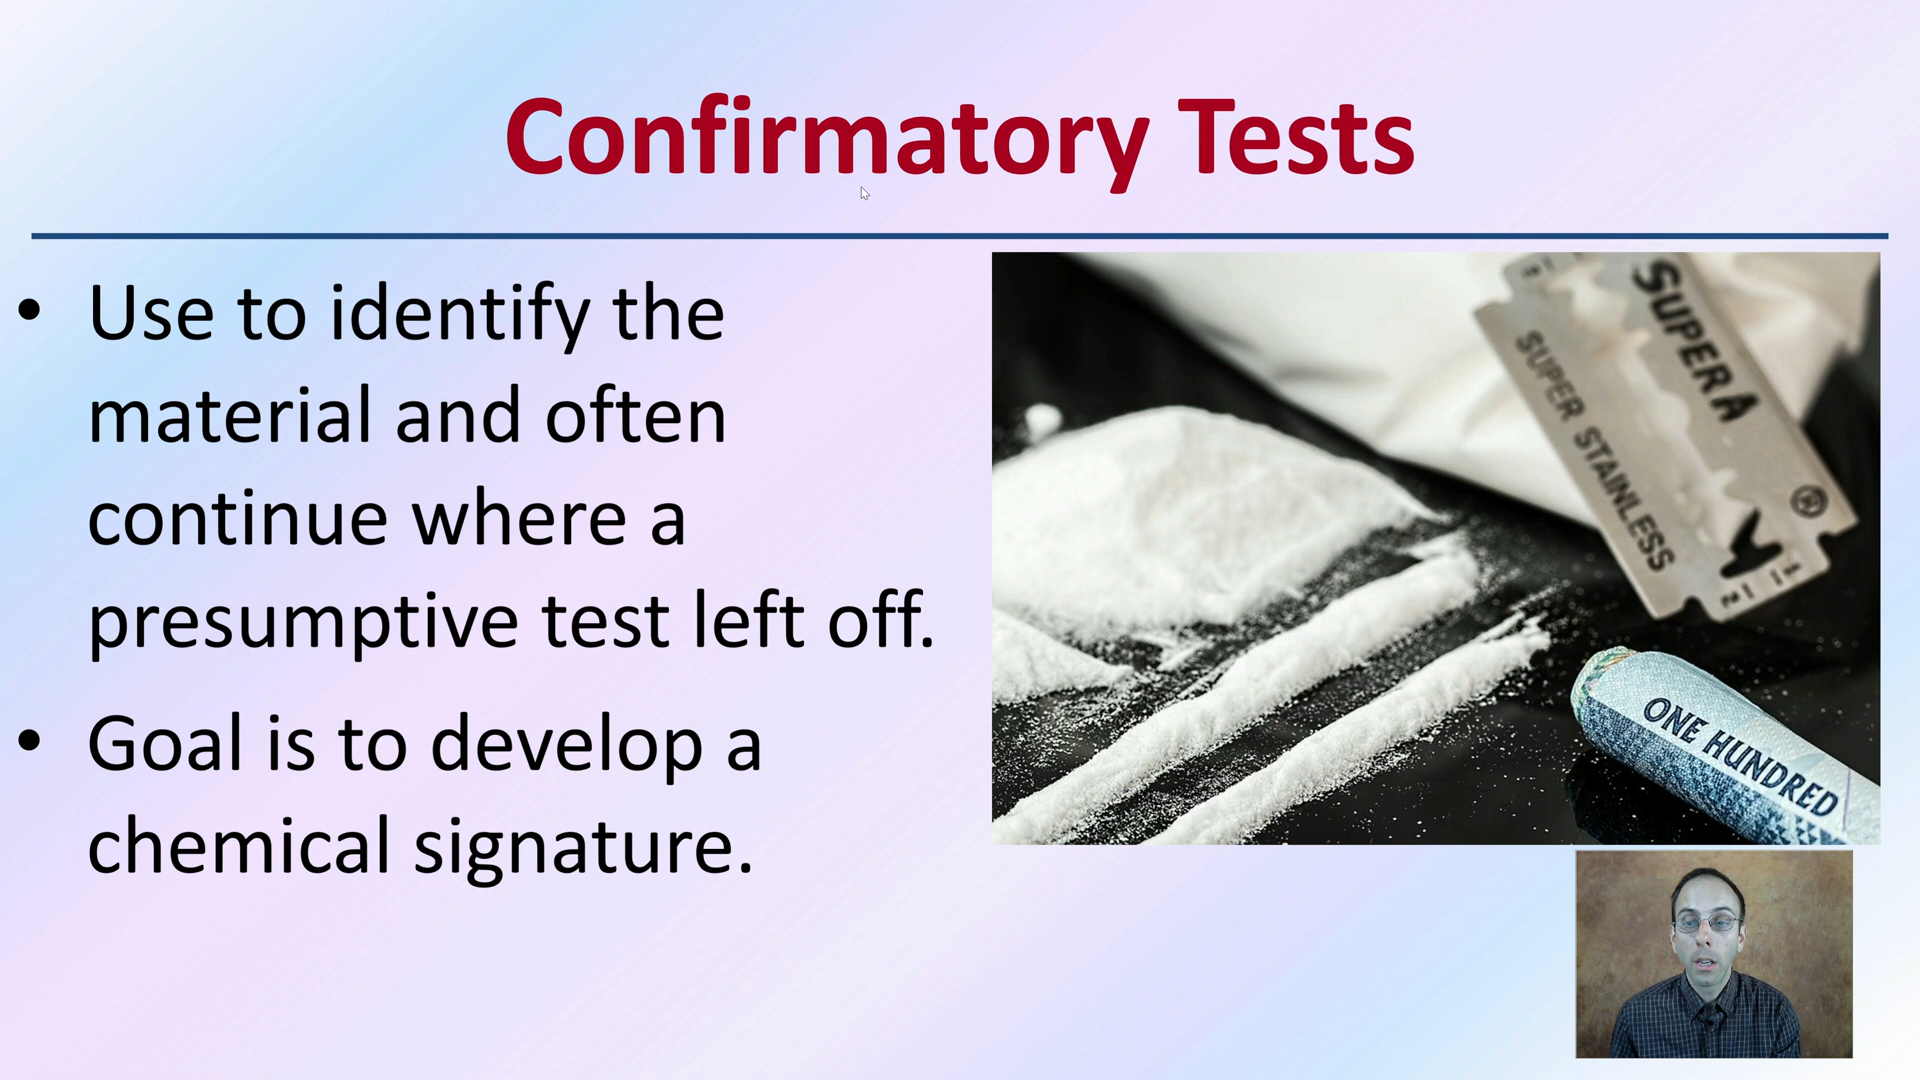 Confirmatory Tests
• Use to identify the
material and often
continue where a
presumptive test left off.
• Goal is to develop a
chemical signature.
SUPERA
®
SUPER STAINLESS
ONE HUNDRED